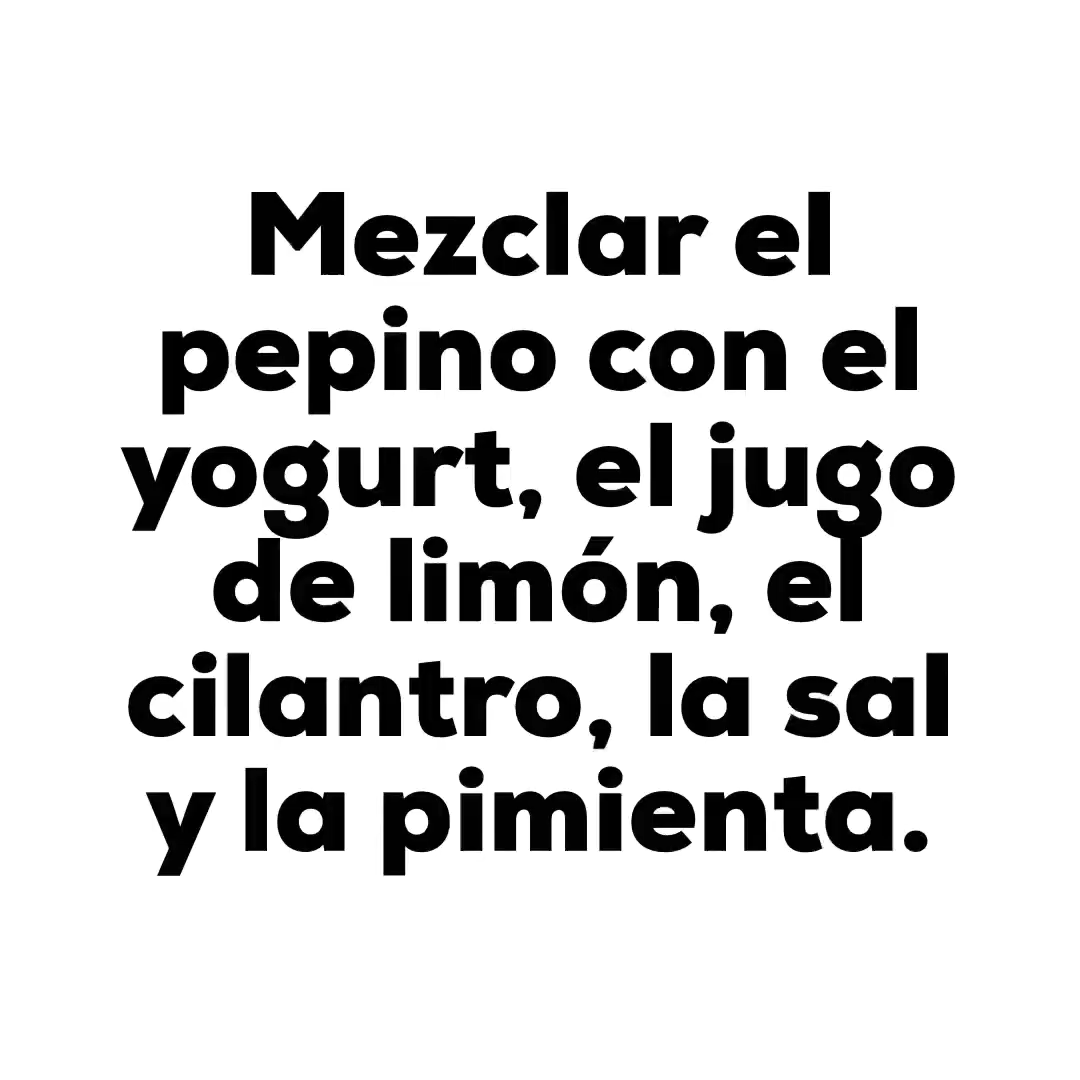 Mezclar el
pepino con el
yogurt, el jugo
de limón, el
cilantro, la sal
y la pimienta.